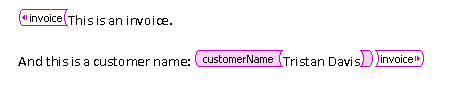 invoice This is an invoice.
And this is a customer name: customerName Tristan Davis invoice